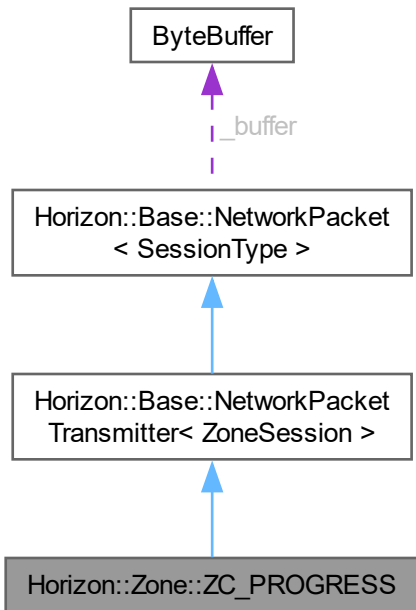 ByteBuffer
_buffer
Horizon::Base::NetworkPacket
< SessionType >
Horizon::Base::NetworkPacket
Transmitter< ZoneSession >
Horizon::Zone::ZC_PROGRESS